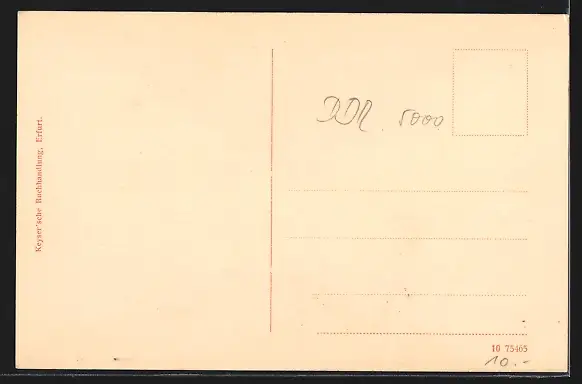 Keyser'sche Buchhandlung, Erfurt.
DDR. 5000
10 75465
10.-